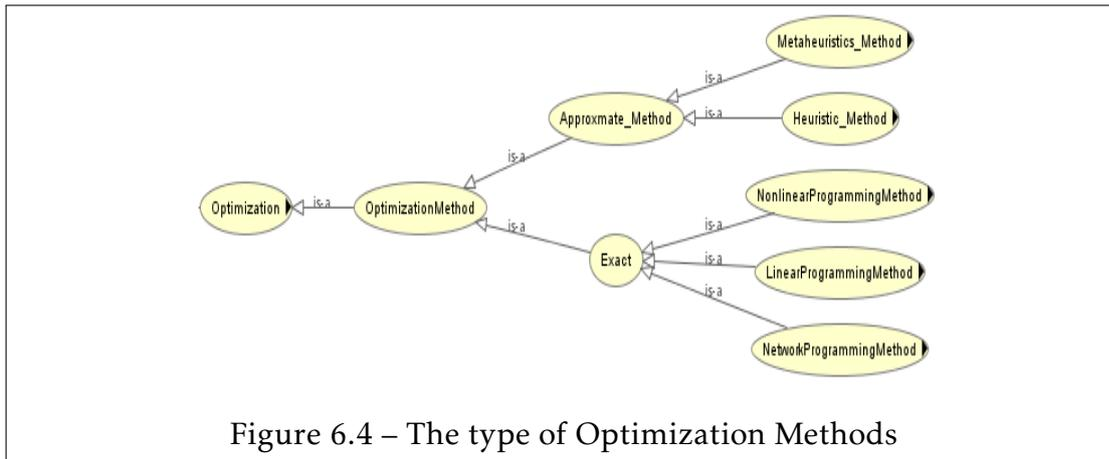 Metaheuristics_Method
is-a
Approxmate_Method
is-a
Heuristic_Method
is-a
NonlinearProgrammingMethod
Optimization
is-a
OptimizationMethod
is-a
is-a
Exact
is-a
LinearProgrammingMethod
is-a
NetworkProgrammingMethod
Figure 6.4 – The type of Optimization Methods